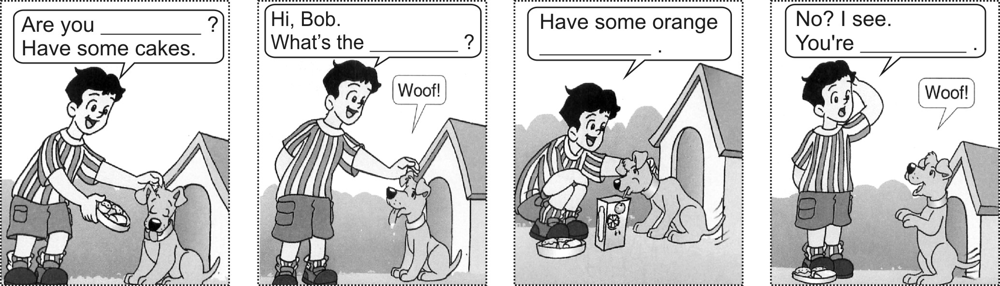 Are you __________ ?
Have some cakes.
Hi, Bob.
What's the _________ ?
Woof!
Have some orange
___________ .
No? I see.
You're __________ .
Woof!